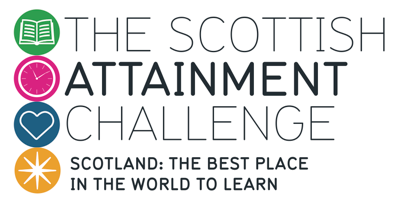 THE SCOTTISH
ATTAINMENT
CHALLENGE
SCOTLAND: THE BEST PLACE
IN THE WORLD TO LEARN